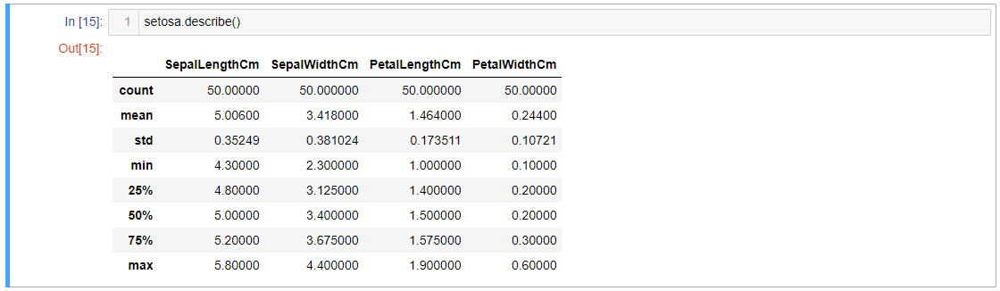 In [15]: 1 setosa.describe()
Out[15]:
SepalLengthCm SepalWidthCm PetalLengthCm PetalWidthCm
count 50.00000 50.000000 50.000000 50.00000
mean 5.00600 3.418000 1.464000 0.24400
std 0.35249 0.381024 0.173511 0.10721
min 4.30000 2.300000 1.000000 0.10000
25% 4.80000 3.125000 1.400000 0.20000
50% 5.00000 3.400000 1.500000 0.20000
75% 5.20000 3.675000 1.575000 0.30000
max 5.80000 4.400000 1.900000 0.60000